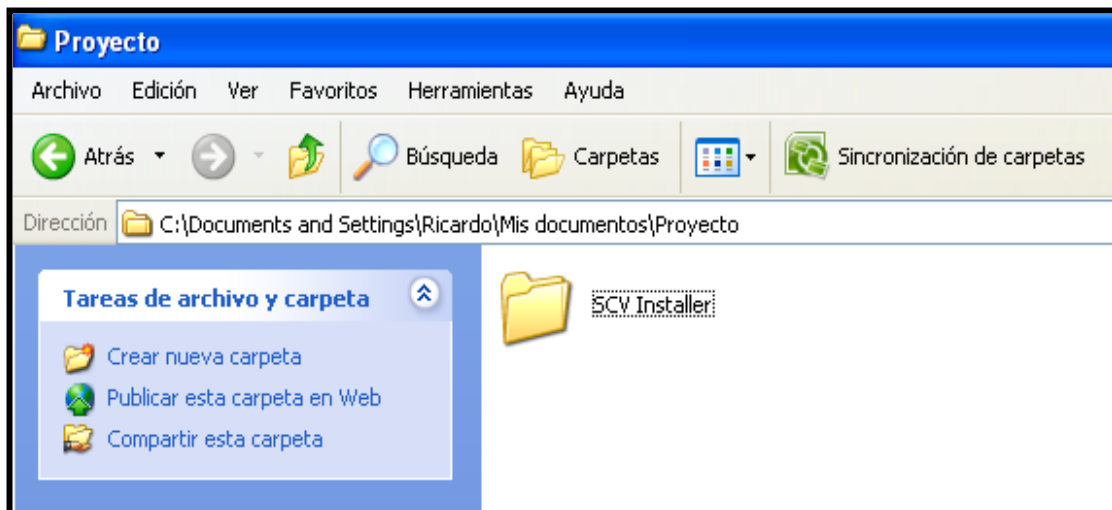 Proyecto
Archivo Edición Ver Favoritos Herramientas Ayuda
Atrás Búsqueda Carpetas Sincronización de carpetas
Dirección C:\Documents and Settings\Ricardo\Mis documentos\Proyecto
Tareas de archivo y carpeta
SCV Installer
Crear nueva carpeta
Publicar esta carpeta en Web
Compartir esta carpeta